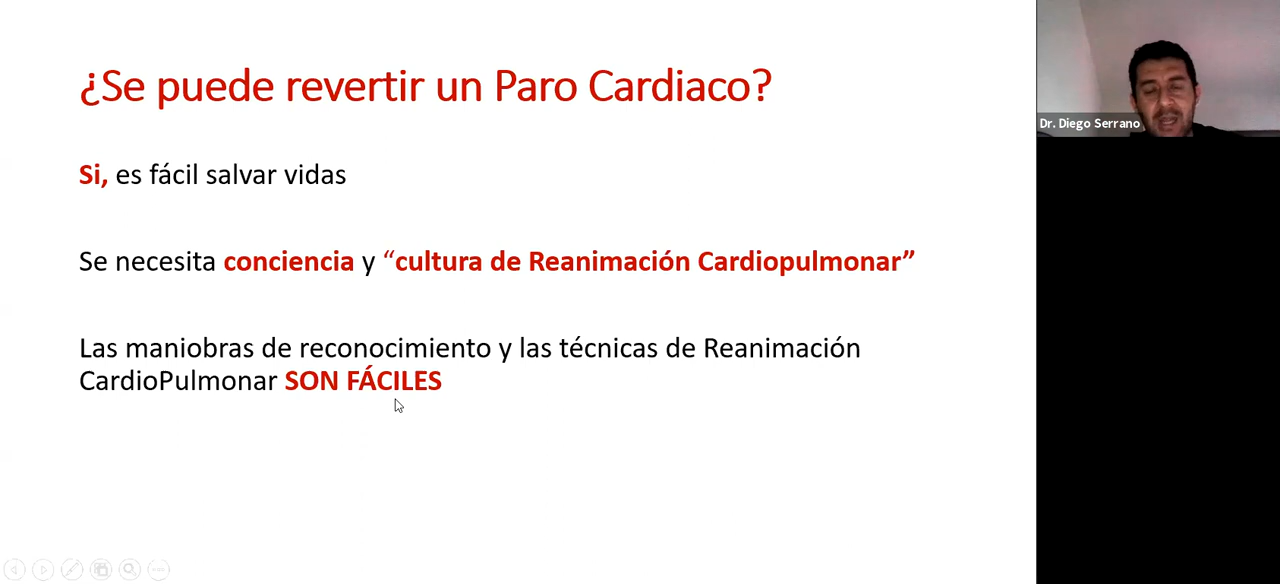 ¿Se puede revertir un Paro Cardiaco?
Si, es fácil salvar vidas
Se necesita conciencia y “cultura de Reanimación Cardiopulmonar”
Las maniobras de reconocimiento y las técnicas de Reanimación
CardioPulmonar SON FÁCILES
Dr. Diego Serrano